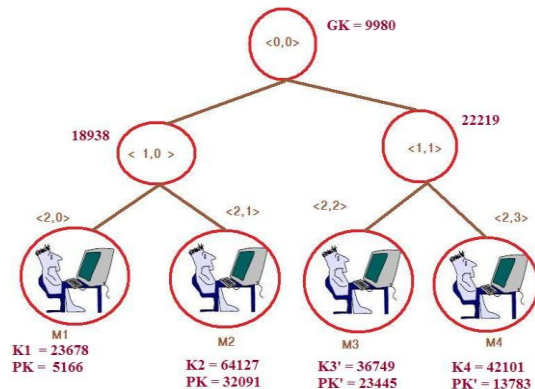 GK = 9980
<0,0>
18938
22219
< 1,0 >
<1,1>
<2,0>
<2,1>
<2,2>
<2,3>
M1
M2
M3
M4
K1 = 23678
PK = 5166
K2 = 64127
PK = 32091
K3' = 36749
PK' = 23445
K4 = 42101
PK' = 13783